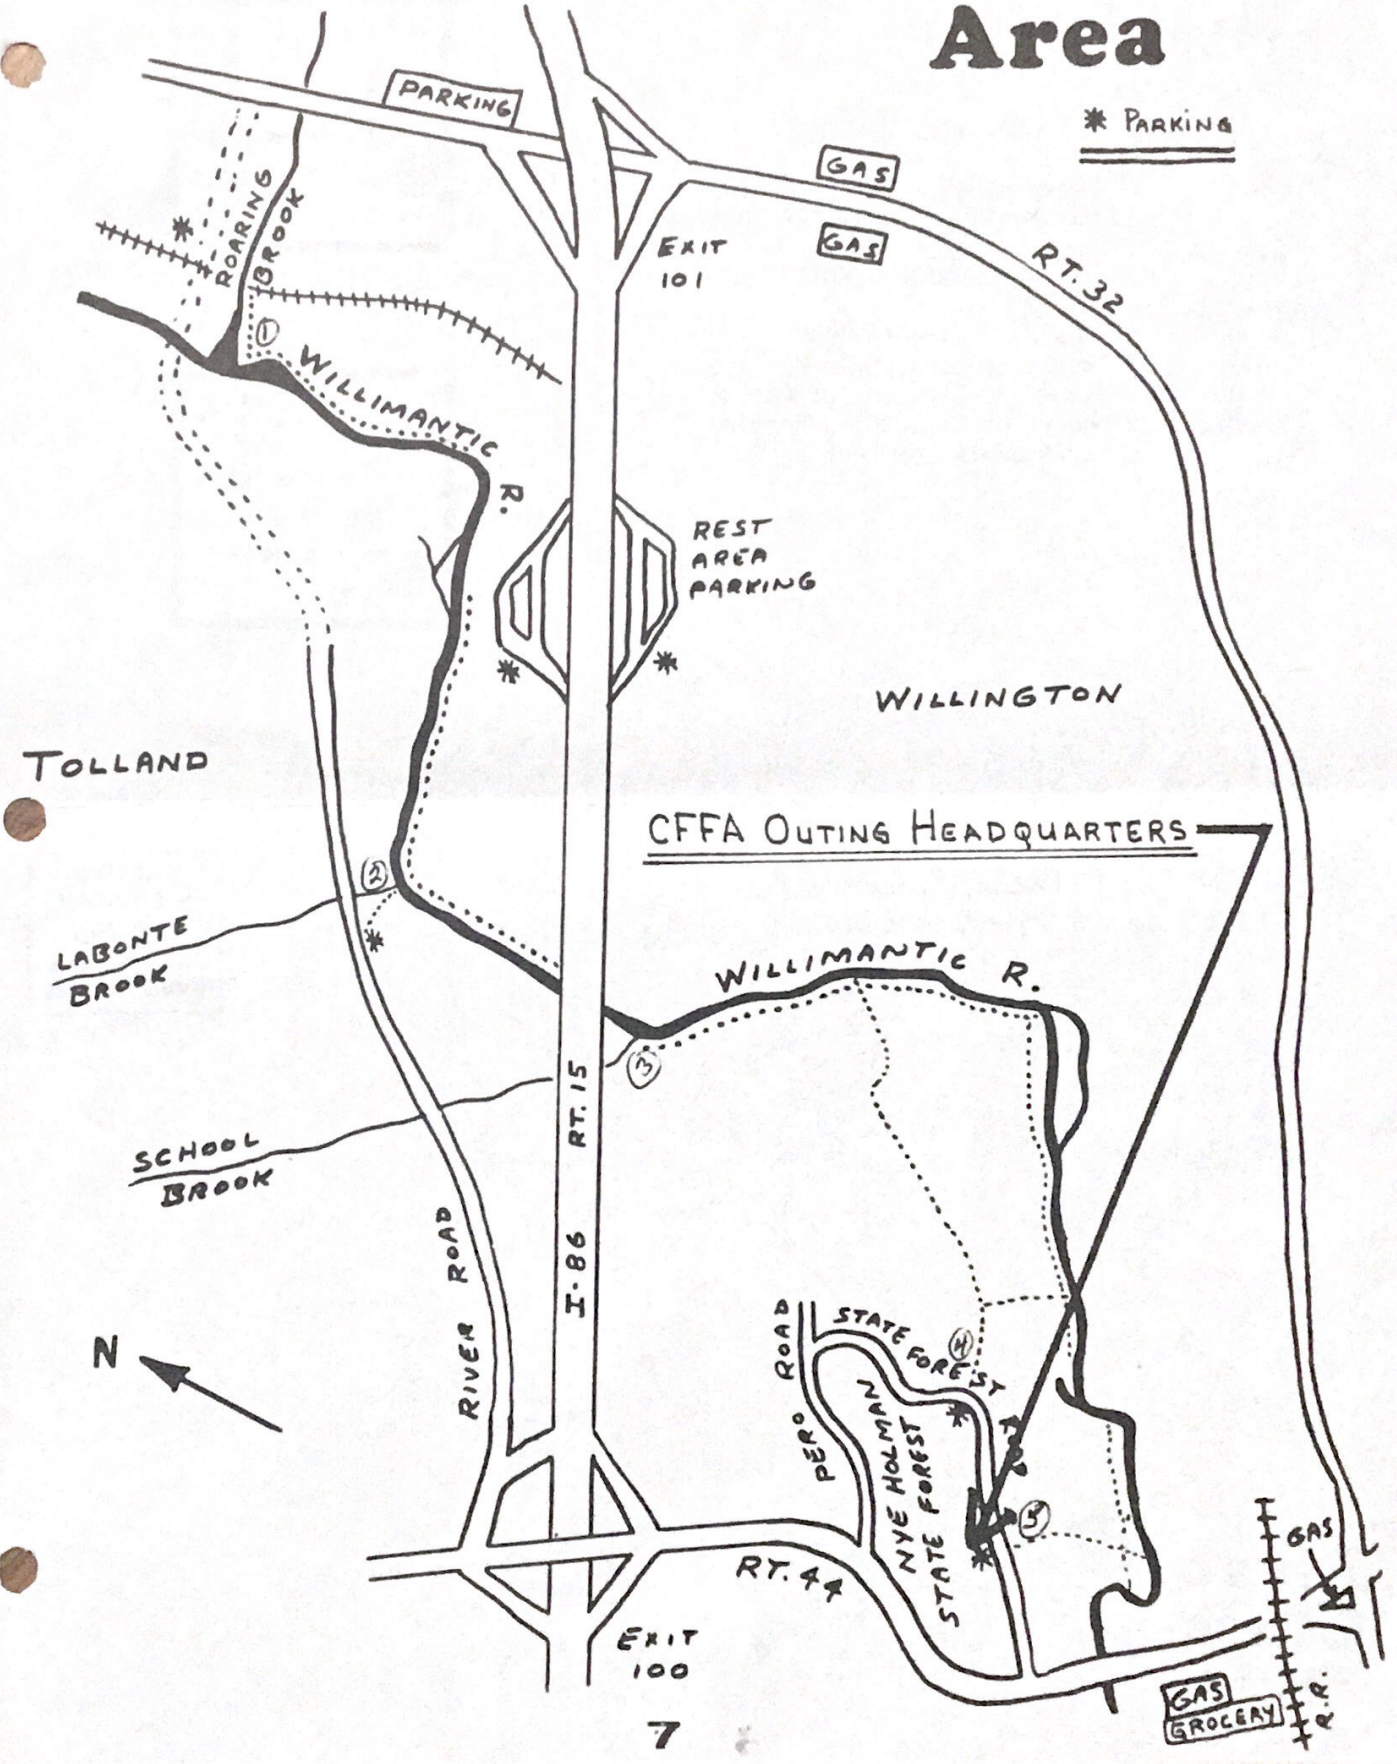 Area
* PARKING
PARKING
GAS
GAS
ROARING
BROOK
EXIT
101
RT. 32
1
WILLIMANTIC
R.
REST
AREA
PARKING
WILLINGTON
TOLLAND
CFFA OUTING HEADQUARTERS
2
LABONTE
BROOK
WILLIMANTIC R.
3
RT. 15
SCHOOL
BROOK
I-86
RIVER ROAD
N
PERO ROAD
STATE FOREST
4
NYE HOLMAN
STATE FOREST
5
GAS
RT. 44
EXIT
100
GAS
GROCERY
R.R.
7